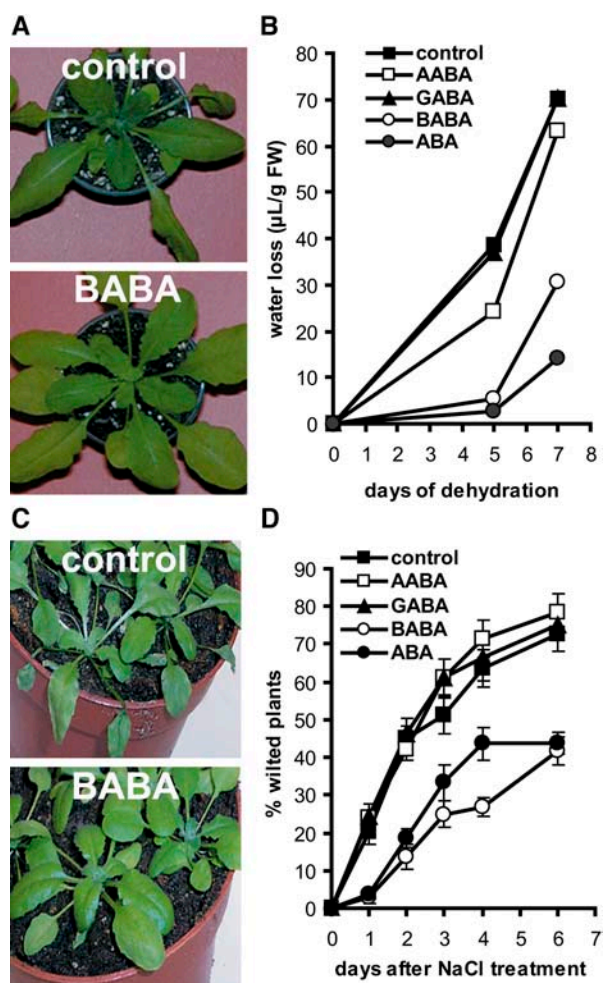 A
control
BABA
B
control
AABA
GABA
BABA
ABA
water loss (µL/g FW)
80
70
60
50
40
30
20
10
0
0 1 2 3 4 5 6 7 8
days of dehydration
C
control
BABA
D
control
AABA
GABA
BABA
ABA
% wilted plants
90
80
70
60
50
40
30
20
10
0
0 1 2 3 4 5 6 7
days after NaCl treatment